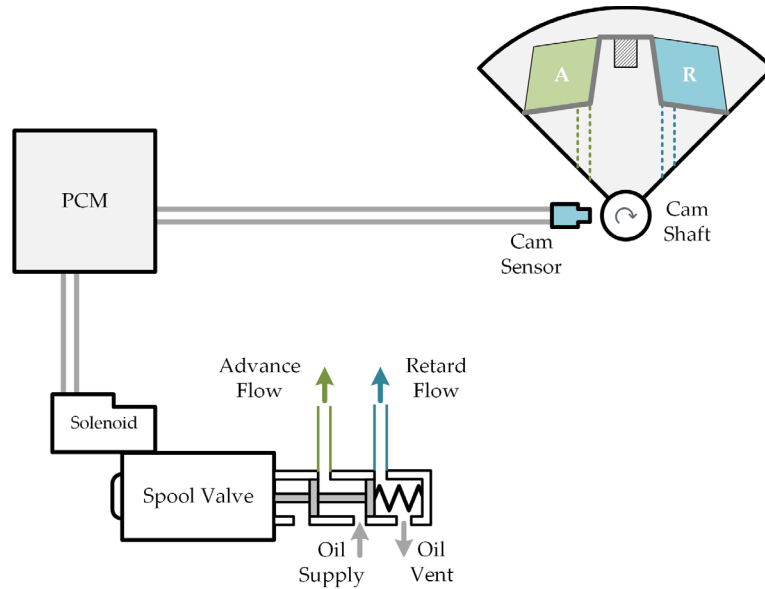 A
R
PCM
Cam
Sensor
Cam
Shaft
Advance
Flow
Retard
Flow
Solenoid
Spool Valve
Oil
Supply
Oil
Vent